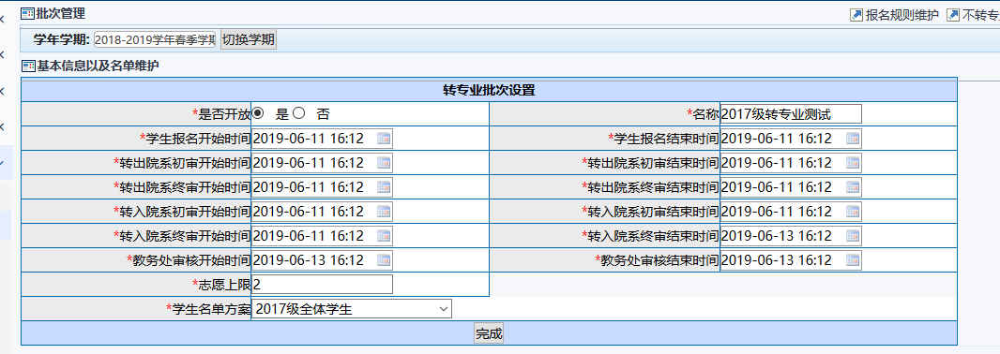 批次管理 报名规则维护 不转专业
学年学期: 2018-2019学年春季学期 切换学期
基本信息以及名单维护
转专业批次设置
*是否开放 是 否 *名称 2017级转专业测试
*学生报名开始时间 2019-06-11 16:12 *学生报名结束时间 2019-06-11 16:12
*转出院系初审开始时间 2019-06-11 16:12 *转出院系初审结束时间 2019-06-11 16:12
*转出院系终审开始时间 2019-06-11 16:12 *转出院系终审结束时间 2019-06-11 16:12
*转入院系初审开始时间 2019-06-11 16:12 *转入院系初审结束时间 2019-06-11 16:12
*转入院系终审开始时间 2019-06-11 16:12 *转入院系终审结束时间 2019-06-13 16:12
*教务处审核开始时间 2019-06-13 16:12 *教务处审核结束时间 2019-06-13 16:12
*志愿上限 2
*学生名单方案 2017级全体学生
完成